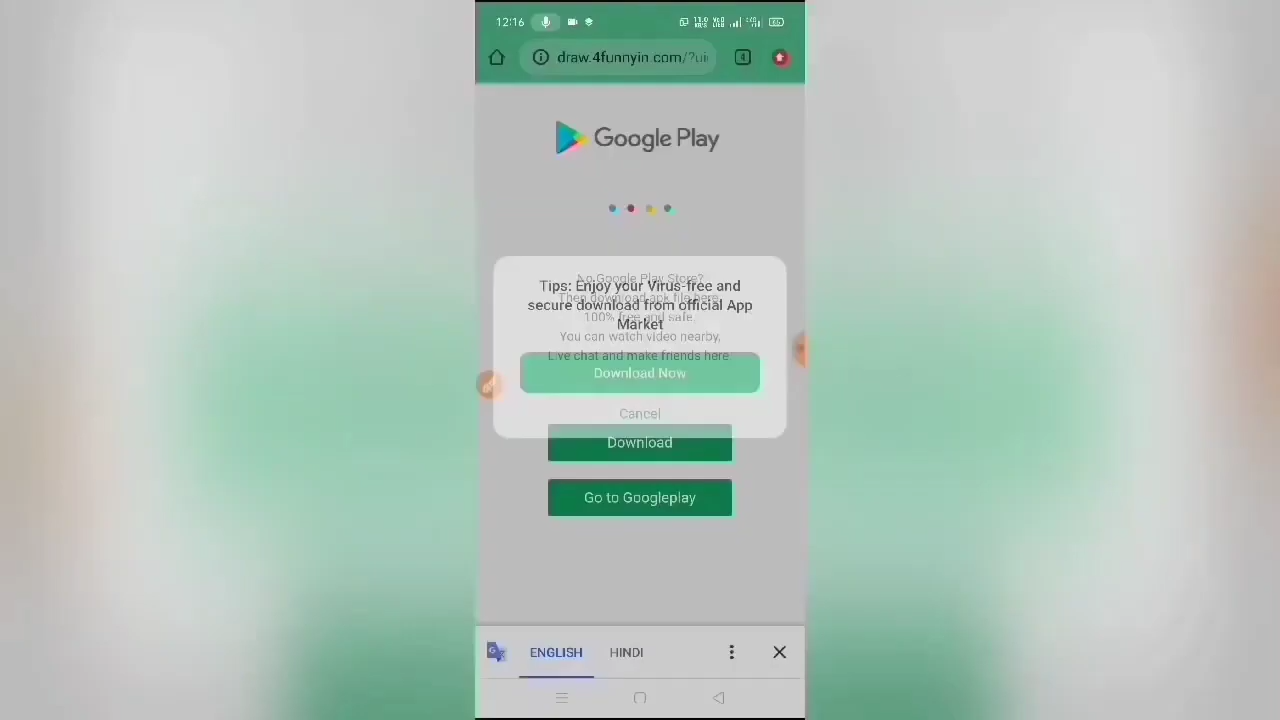 12:16
draw.4funnyin.com/?ui
4
Google Play
No Google Play Store?
Tips: Enjoy your Virus-free and
Then download apk file here
secure download from official App
100% free and safe.
Market
You can watch video nearby,
Live chat and make friends here.
Download Now
Cancel
Download
Go to Googleplay
ENGLISH HINDI